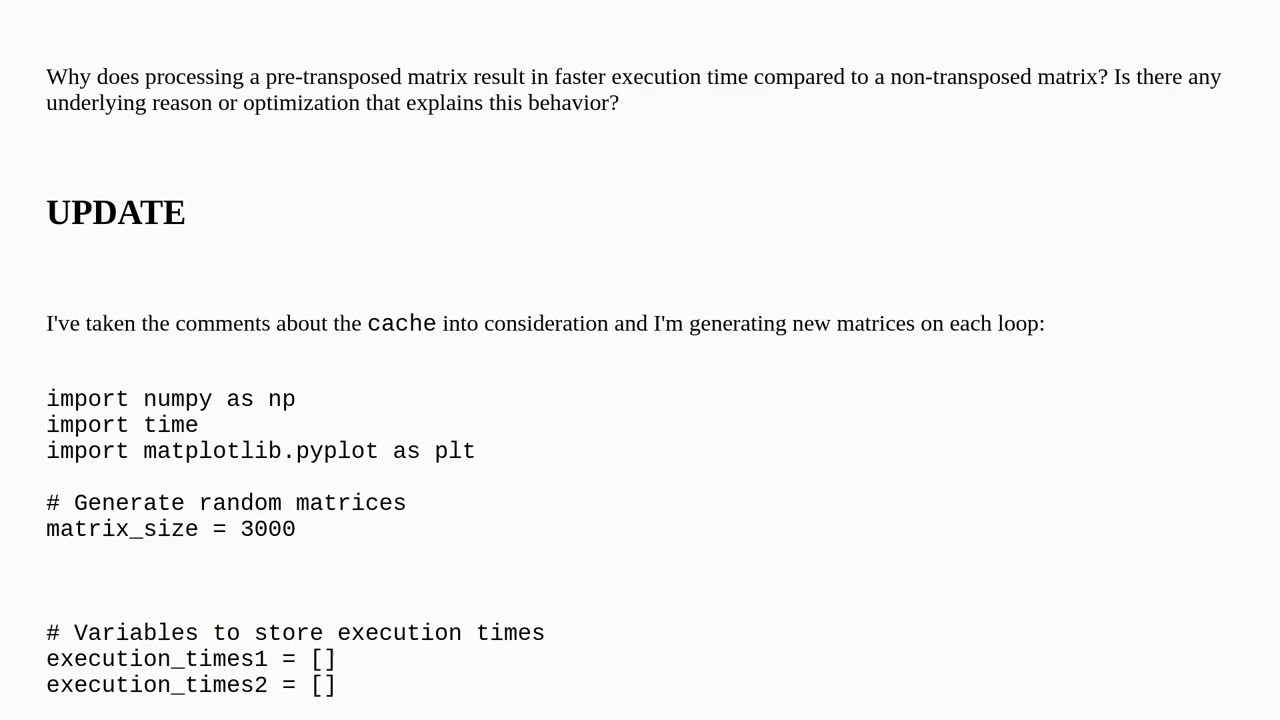 Why does processing a pre-transposed matrix result in faster execution time compared to a non-transposed matrix? Is there any
underlying reason or optimization that explains this behavior?
UPDATE
I've taken the comments about the cache into consideration and I'm generating new matrices on each loop:
import numpy as np
import time
import matplotlib.pyplot as plt
# Generate random matrices
matrix_size = 3000
# Variables to store execution times
execution_times1 = []
execution_times2 = []